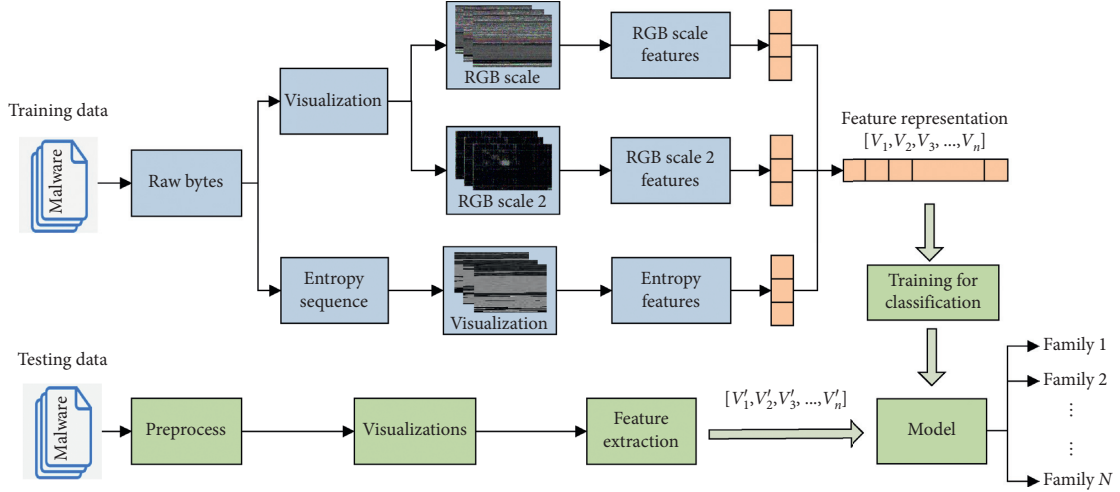 Training data
Malware
Raw bytes
Visualization
RGB scale
RGB scale
features
RGB scale 2
RGB scale 2
features
Entropy
sequence
Visualization
Entropy
features
Feature representation
[V₁, V₂, V₃, ..., Vₙ]
Training for
classification
Testing data
Malware
Preprocess
Visualizations
Feature
extraction
[V′₁, V′₂, V′₃, ..., V′ₙ]
Model
Family 1
Family 2
...
...
Family N